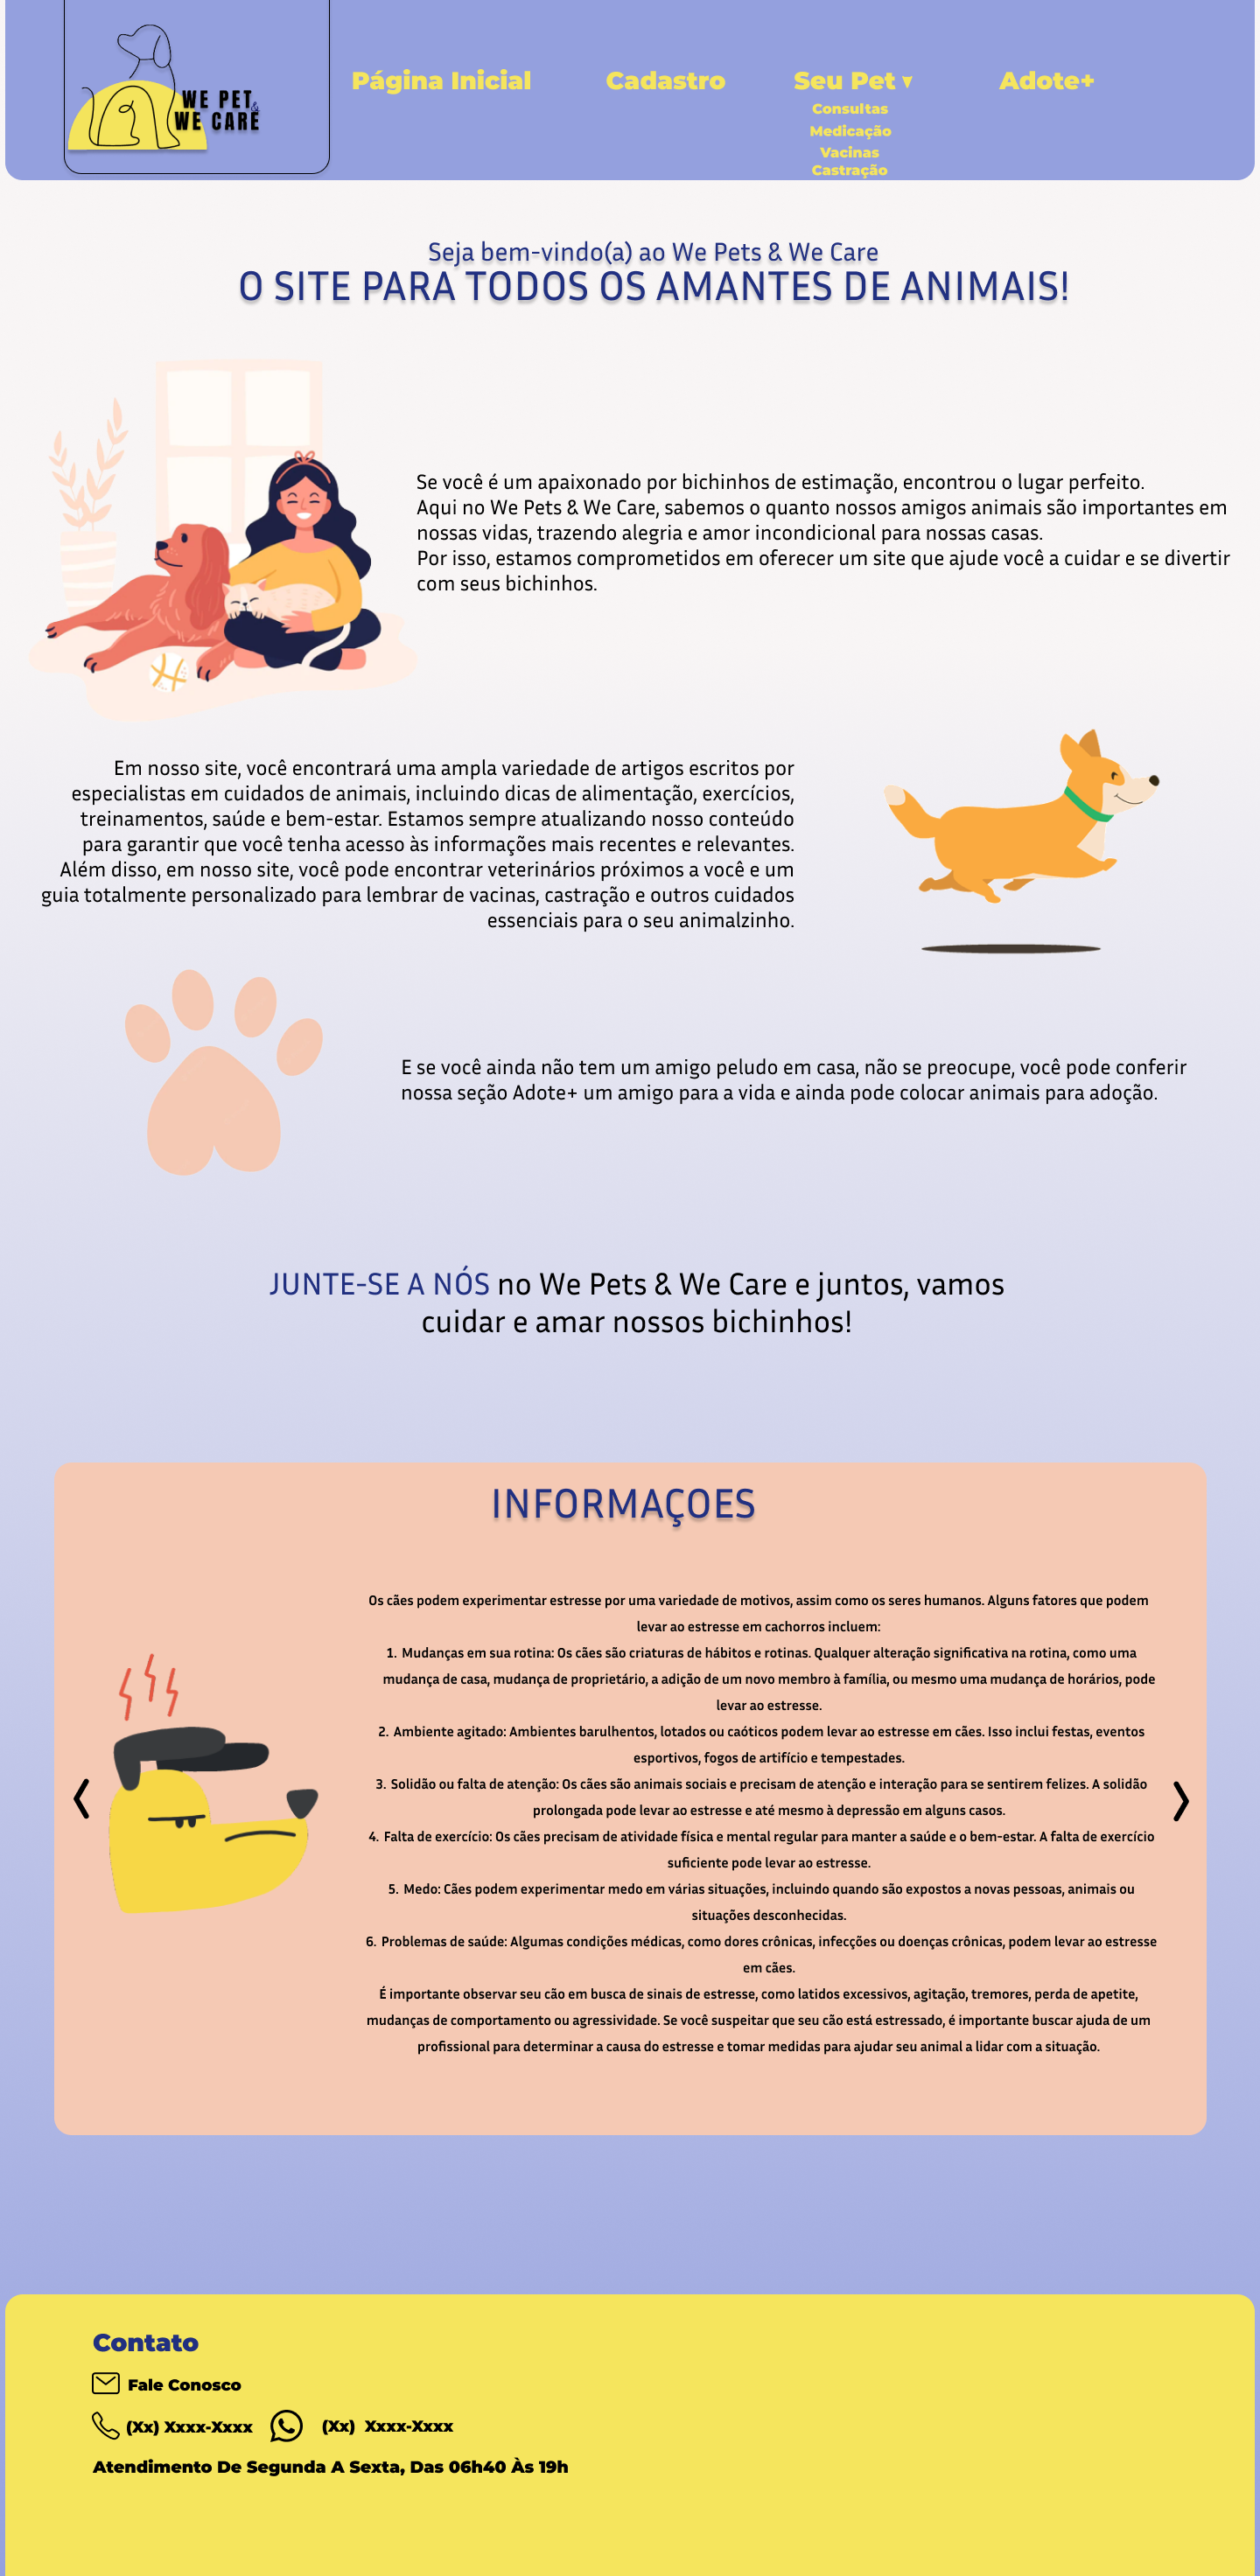 WE PET
&
WE CARE
Página Inicial
Cadastro
Seu Pet ▾
Adote+
Consultas
Medicação
Vacinas
Castração
Seja bem-vindo(a) ao We Pets & We Care
O SITE PARA TODOS OS AMANTES DE ANIMAIS!
Se você é um apaixonado por bichinhos de estimação, encontrou o lugar perfeito.
Aqui no We Pets & We Care, sabemos o quanto nossos amigos animais são importantes em
nossas vidas, trazendo alegria e amor incondicional para nossas casas.
Por isso, estamos comprometidos em oferecer um site que ajude você a cuidar e se divertir
com seus bichinhos.
Em nosso site, você encontrará uma ampla variedade de artigos escritos por
especialistas em cuidados de animais, incluindo dicas de alimentação, exercícios,
treinamentos, saúde e bem-estar. Estamos sempre atualizando nosso conteúdo
para garantir que você tenha acesso às informações mais recentes e relevantes.
Além disso, em nosso site, você pode encontrar veterinários próximos a você e um
guia totalmente personalizado para lembrar de vacinas, castração e outros cuidados
essenciais para o seu animalzinho.
E se você ainda não tem um amigo peludo em casa, não se preocupe, você pode conferir
nossa seção Adote+ um amigo para a vida e ainda pode colocar animais para adoção.
JUNTE-SE A NÓS no We Pets & We Care e juntos, vamos
cuidar e amar nossos bichinhos!
INFORMAÇOES
Os cães podem experimentar estresse por uma variedade de motivos, assim como os seres humanos. Alguns fatores que podem
levar ao estresse em cachorros incluem:
1. Mudanças em sua rotina: Os cães são criaturas de hábitos e rotinas. Qualquer alteração significativa na rotina, como uma
mudança de casa, mudança de proprietário, a adição de um novo membro à família, ou mesmo uma mudança de horários, pode
levar ao estresse.
2. Ambiente agitado: Ambientes barulhentos, lotados ou caóticos podem levar ao estresse em cães. Isso inclui festas, eventos
esportivos, fogos de artifício e tempestades.
3. Solidão ou falta de atenção: Os cães são animais sociais e precisam de atenção e interação para se sentirem felizes. A solidão
prolongada pode levar ao estresse e até mesmo à depressão em alguns casos.
4. Falta de exercício: Os cães precisam de atividade física e mental regular para manter a saúde e o bem-estar. A falta de exercício
suficiente pode levar ao estresse.
5. Medo: Cães podem experimentar medo em várias situações, incluindo quando são expostos a novas pessoas, animais ou
situações desconhecidas.
6. Problemas de saúde: Algumas condições médicas, como dores crônicas, infecções ou doenças crônicas, podem levar ao estresse
em cães.
É importante observar seu cão em busca de sinais de estresse, como latidos excessivos, agitação, tremores, perda de apetite,
mudanças de comportamento ou agressividade. Se você suspeitar que seu cão está estressado, é importante buscar ajuda de um
profissional para determinar a causa do estresse e tomar medidas para ajudar seu animal a lidar com a situação.
Contato
Fale Conosco
(Xx) Xxxx-Xxxx
(Xx) Xxxx-Xxxx
Atendimento De Segunda A Sexta, Das 06h40 Às 19h